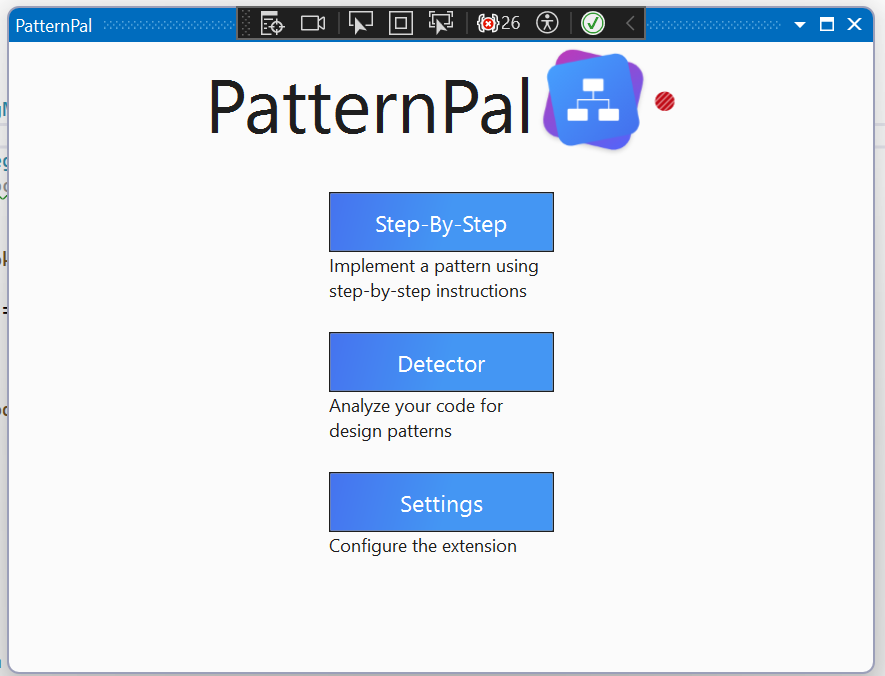 PatternPal
26
PatternPal
Step-By-Step
Implement a pattern using
step-by-step instructions
Detector
Analyze your code for
design patterns
Settings
Configure the extension